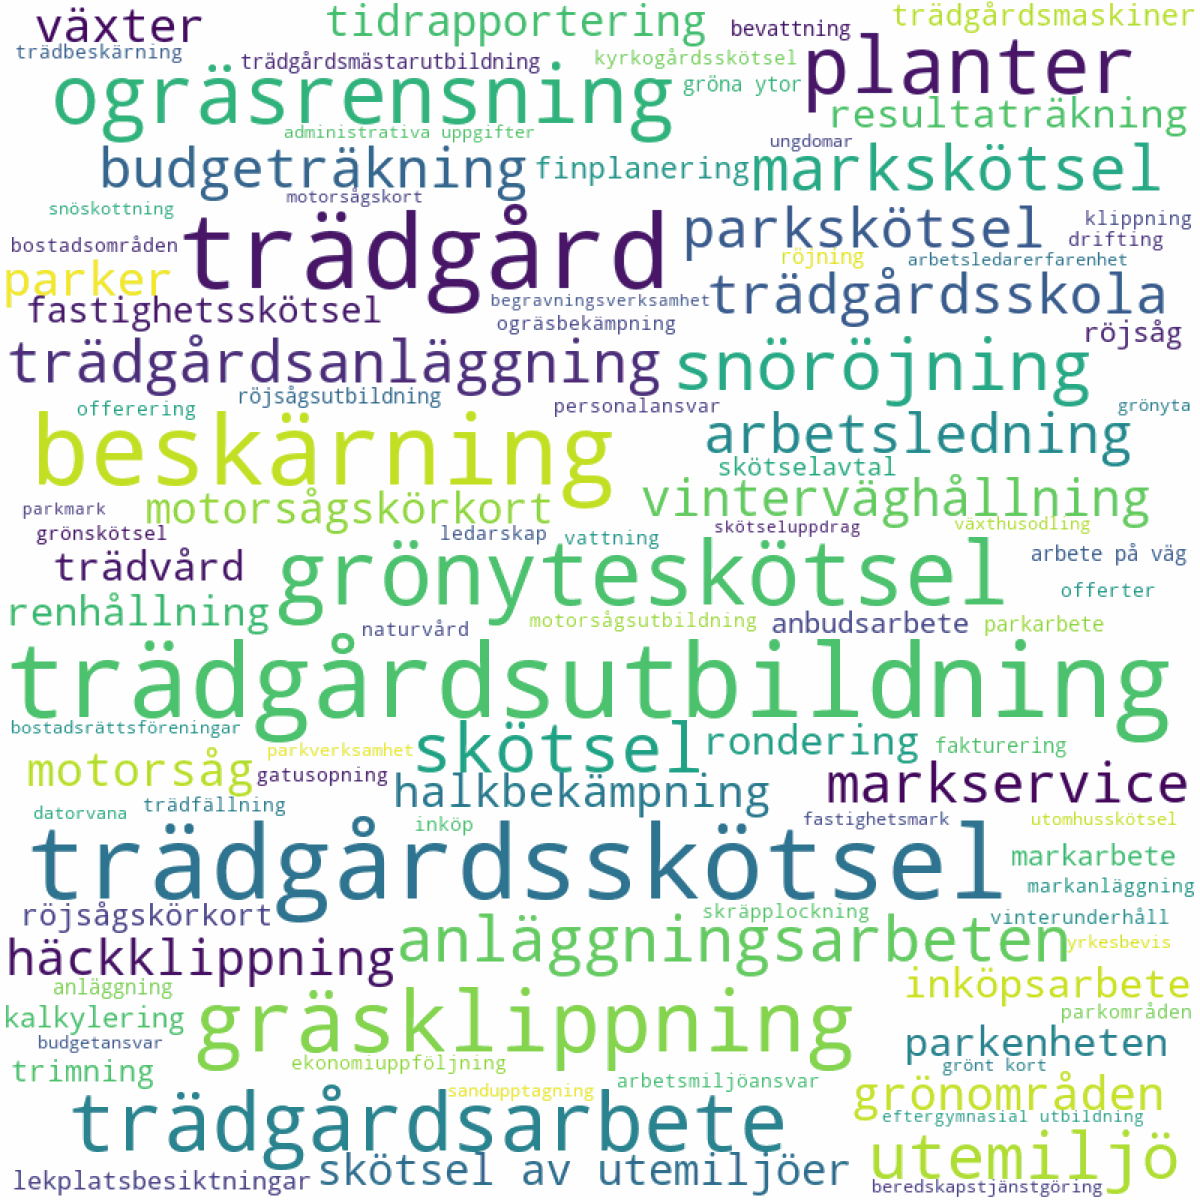 växter
tidrapportering
bevattning
trädgårdsmaskiner
trädbeskärning
trädgårdsmästarutbildning
kyrkogårdsskötsel
planter
ogräsrensning
gröna ytor
resultaträkning
administrativa uppgifter
ungdomar
budgeträkning
finplanering
markskötsel
motorsågskort
snöskottning
trädgård
parkskötsel
klippning
bostadsområden
drifting
röjning
arbetsledarerfarenhet
parker
fastighetsskötsel
begravningsverksamhet
trädgårdsskola
ogräsbekämpning
röjsåg
trädgårdsanläggning
snöröjning
röjsågsutbildning
offerering
personalansvar
grönyta
beskärning
arbetsledning
skötselavtal
motorsågskörkort
vinterväghållning
parkmark
grönskötsel
ledarskap
vattning
skötseluppdrag
växthusodling
trädvård
grönyteskötsel
arbete på väg
offerter
renhållning
naturvård
motorsågsutbildning
anbudsarbete
parkarbete
trädgårdsutbildning
bostadsrättsföreningar
parkverksamhet
skötsel
rondering
fakturering
motorsåg
gatusopning
halkbekämpning
markservice
datorvana
trädfällning
inköp
fastighetsmark
utomhusskötsel
trädgårdsskötsel
markarbete
markanläggning
röjsågskörkort
skräpplockning
vinterunderhåll
häckklippning
anläggningsarbeten
yrkesbevis
anläggning
inköpsarbete
kalkylering
gräsklippning
parkområden
budgetansvar
parkenheten
trimning
ekonomiuppföljning
grönt kort
sandupptagning
arbetsmiljöansvar
grönområden
trädgårdsarbete
eftergymnasial utbildning
utemiljö
lekplatsbesiktningar
skötsel av utemiljöer
beredskapstjänstgöring